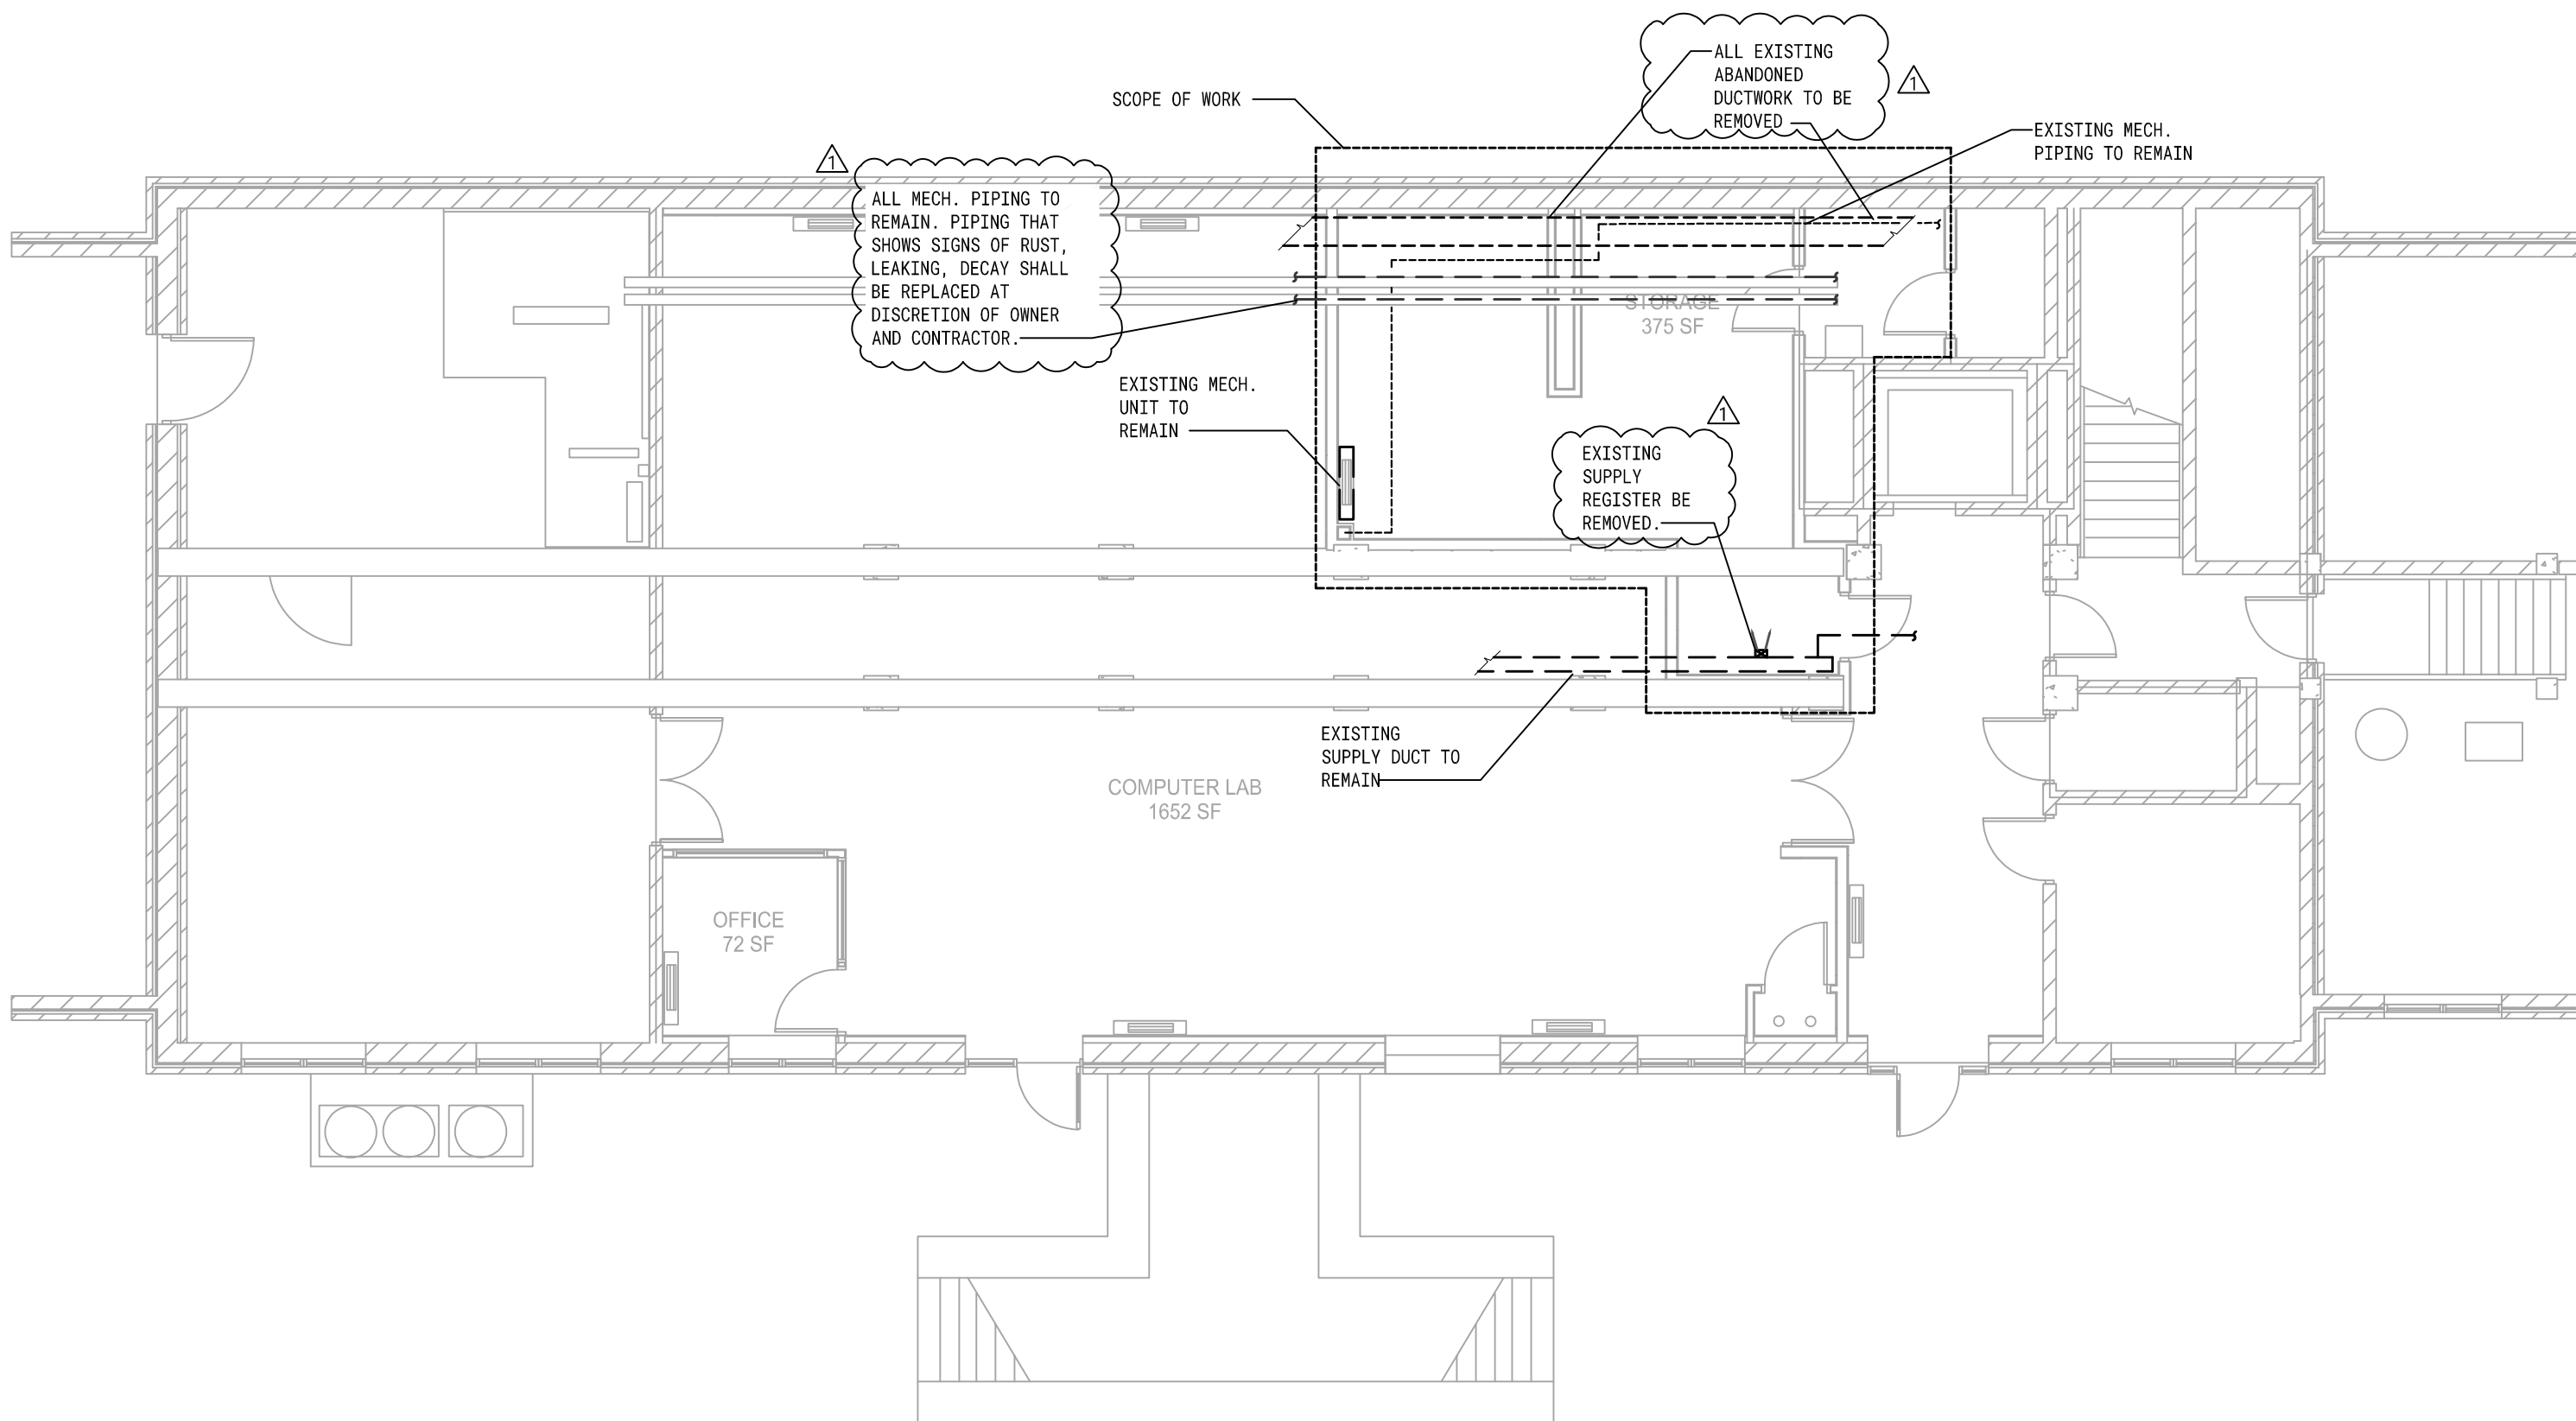 ALL EXISTING
ABANDONED
DUCTWORK TO BE
REMOVED
1
SCOPE OF WORK
EXISTING MECH.
PIPING TO REMAIN
1
ALL MECH. PIPING TO
REMAIN. PIPING THAT
SHOWS SIGNS OF RUST,
LEAKING, DECAY SHALL
BE REPLACED AT
DISCRETION OF OWNER
AND CONTRACTOR.
STORAGE
375 SF
EXISTING MECH.
UNIT TO
REMAIN
1
EXISTING
SUPPLY
REGISTER BE
REMOVED.
EXISTING
SUPPLY DUCT TO
REMAIN
COMPUTER LAB
1652 SF
OFFICE
72 SF